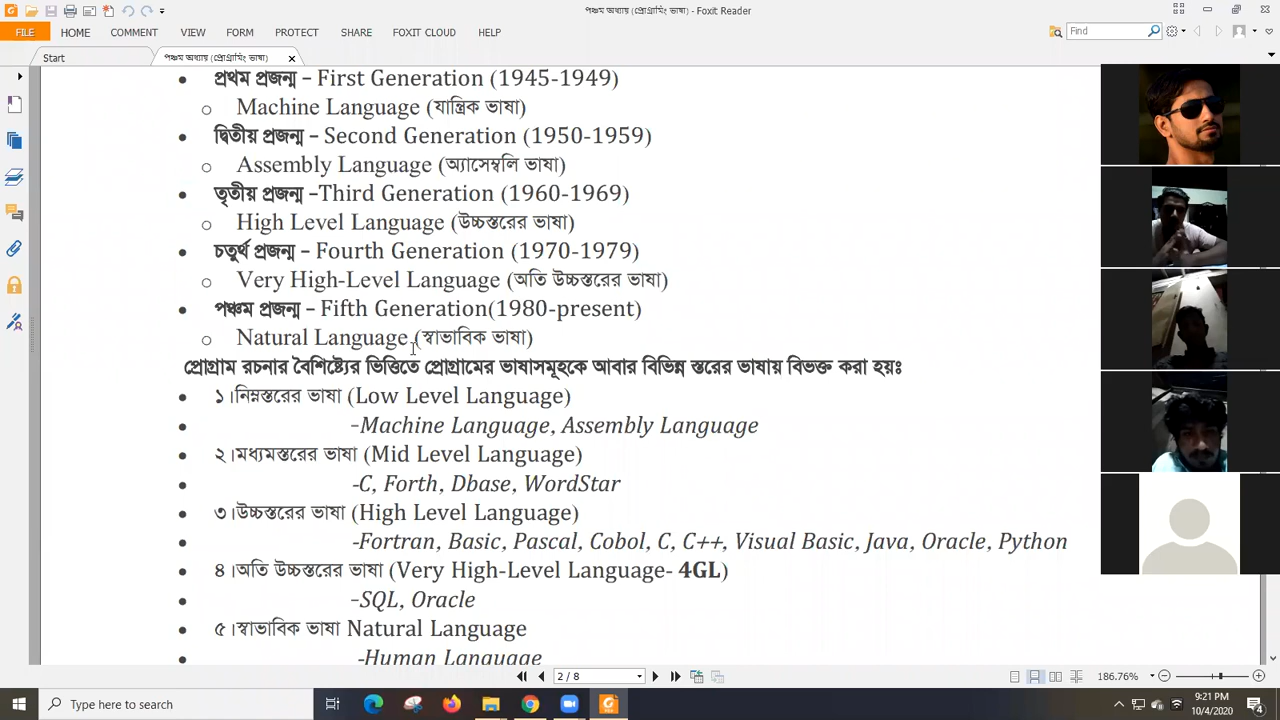 পঞ্চম অধ্যায় (প্রোগ্রামিং ভাষা) - Foxit Reader
FILE HOME COMMENT VIEW FORM PROTECT SHARE FOXIT CLOUD HELP
Find
Start
পঞ্চম অধ্যায় (প্রোগ্রামিং ভাষা)
• প্রথম প্রজন্ম – First Generation (1945-1949)
o Machine Language (যান্ত্রিক ভাষা)
• দ্বিতীয় প্রজন্ম – Second Generation (1950-1959)
o Assembly Language (অ্যাসেম্বলি ভাষা)
• তৃতীয় প্রজন্ম –Third Generation (1960-1969)
o High Level Language (উচ্চস্তরের ভাষা)
• চতুর্থ প্রজন্ম – Fourth Generation (1970-1979)
o Very High-Level Language (অতি উচ্চস্তরের ভাষা)
• পঞ্চম প্রজন্ম – Fifth Generation(1980-present)
o Natural Language (স্বাভাবিক ভাষা)
প্রোগ্রাম রচনার বৈশিষ্ট্যের ভিত্তিতে প্রোগ্রামের ভাষাসমূহকে আবার বিভিন্ন স্তরের ভাষায় বিভক্ত করা হয়ঃ
• ১।নিম্নস্তরের ভাষা (Low Level Language)
• –Machine Language, Assembly Language
• ২।মধ্যমস্তরের ভাষা (Mid Level Language)
• -C, Forth, Dbase, WordStar
• ৩।উচ্চস্তরের ভাষা (High Level Language)
• -Fortran, Basic, Pascal, Cobol, C, C++, Visual Basic, Java, Oracle, Python
• ৪।অতি উচ্চস্তরের ভাষা (Very High-Level Language- 4GL)
• –SQL, Oracle
• ৫।স্বাভাবিক ভাষা Natural Language
• -Human Language
2 / 8
186.76%
Type here to search
9:21 PM
10/4/2020
4